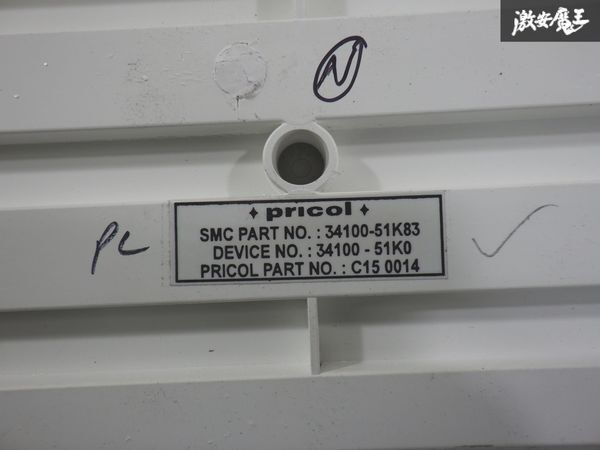 激安魔王
N
pricol
SMC PART NO. : 34100-51K83
PL
DEVICE NO. : 34100 - 51K0
PRICOL PART NO. : C15 0014